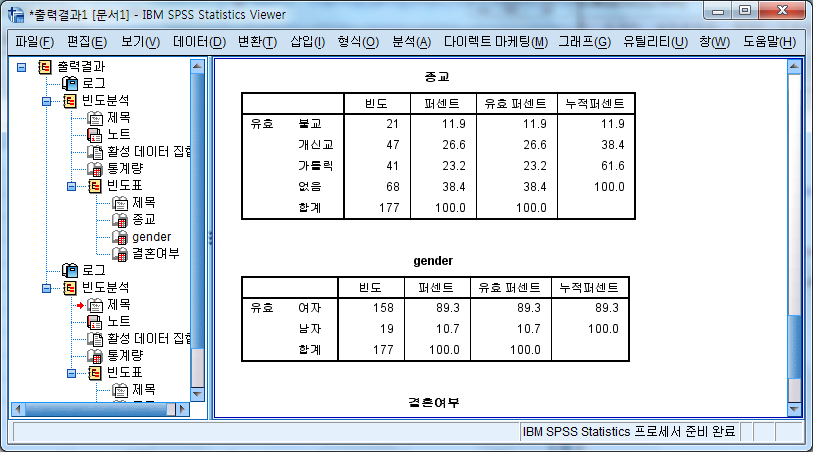 *출력결과1 [문서1] - IBM SPSS Statistics Viewer
파일(F) 편집(E) 보기(V) 데이터(D) 변환(T) 삽입(I) 형식(O) 분석(A) 다이렉트 마케팅(M) 그래프(G) 유틸리티(U) 창(W) 도움말(H)
출력결과
로그
빈도분석
제목
노트
활성 데이터 집합
통계량
빈도표
제목
종교
gender
결혼여부
로그
빈도분석
제목
노트
활성 데이터 집합
통계량
빈도표
제목
종교
빈도 퍼센트 유효 퍼센트 누적퍼센트
유효 불교 21 11.9 11.9 11.9
개신교 47 26.6 26.6 38.4
가톨릭 41 23.2 23.2 61.6
없음 68 38.4 38.4 100.0
합계 177 100.0 100.0
gender
빈도 퍼센트 유효 퍼센트 누적퍼센트
유효 여자 158 89.3 89.3 89.3
남자 19 10.7 10.7 100.0
합계 177 100.0 100.0
결혼여부
IBM SPSS Statistics 프로세서 준비 완료